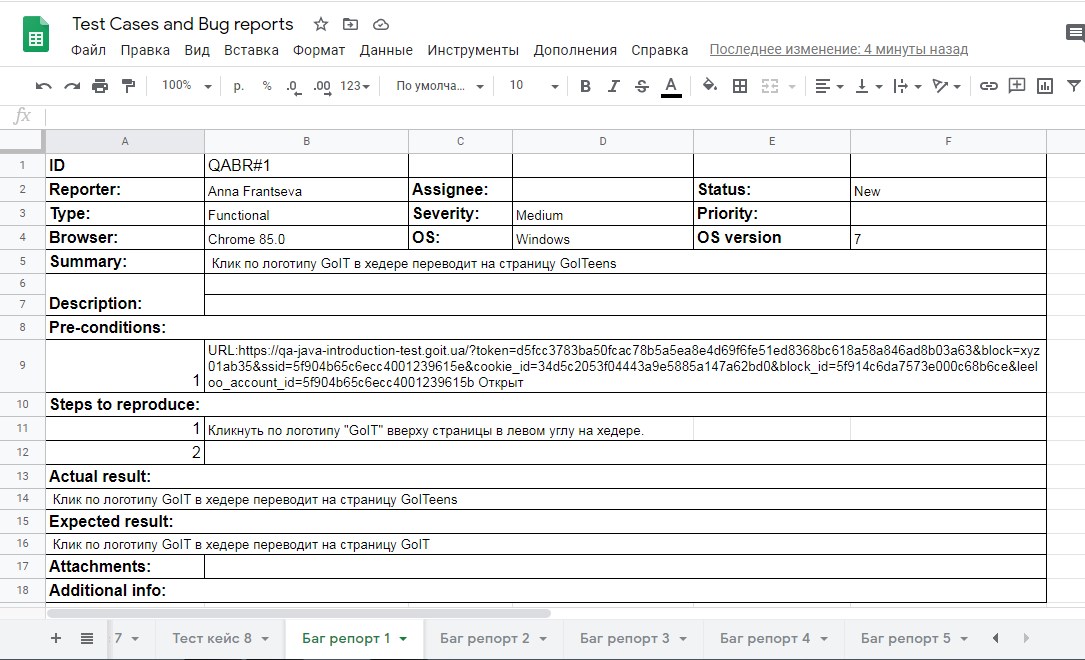 Test Cases and Bug reports
Файл Правка Вид Вставка Формат Данные Инструменты Дополнения Справка Последнее изменение: 4 минуты назад
100% р. % .0 .00 123 По умолча... 10 B I S A
fx
A B C D E F
1 ID QABR#1
2 Reporter: Anna Frantseva Assignee: Status: New
3 Type: Functional Severity: Medium Priority:
4 Browser: Chrome 85.0 OS: Windows OS version 7
5 Summary: Клик по логотипу GoIT в хедере переводит на страницу GoITeens
6
7 Description:
8 Pre-conditions:
URL:https://qa-java-introduction-test.goit.ua/?token=d5fcc3783ba50fcac78b5a5ea8e4d69f6fe51ed8368bc618a58a846ad8b03a63&block=xyz
9 01ab35&ssid=5f904b65c6ecc4001239615e&cookie_id=34d5c2053f04443a9e5885a147a62bd0&block_id=5f914c6da7573e000c68b6ce&leel
1 oo_account_id=5f904b65c6ecc4001239615b Открыт
10 Steps to reproduce:
11 1 Кликнуть по логотипу "GoIT" вверху страницы в левом углу на хедере.
12 2
13 Actual result:
14 Клик по логотипу GoIT в хедере переводит на страницу GoITeens
15 Expected result:
16 Клик по логотипу GoIT в хедере переводит на страницу GoIT
17 Attachments:
18 Additional info:
7 Тест кейс 8 Баг репорт 1 Баг репорт 2 Баг репорт 3 Баг репорт 4 Баг репорт 5